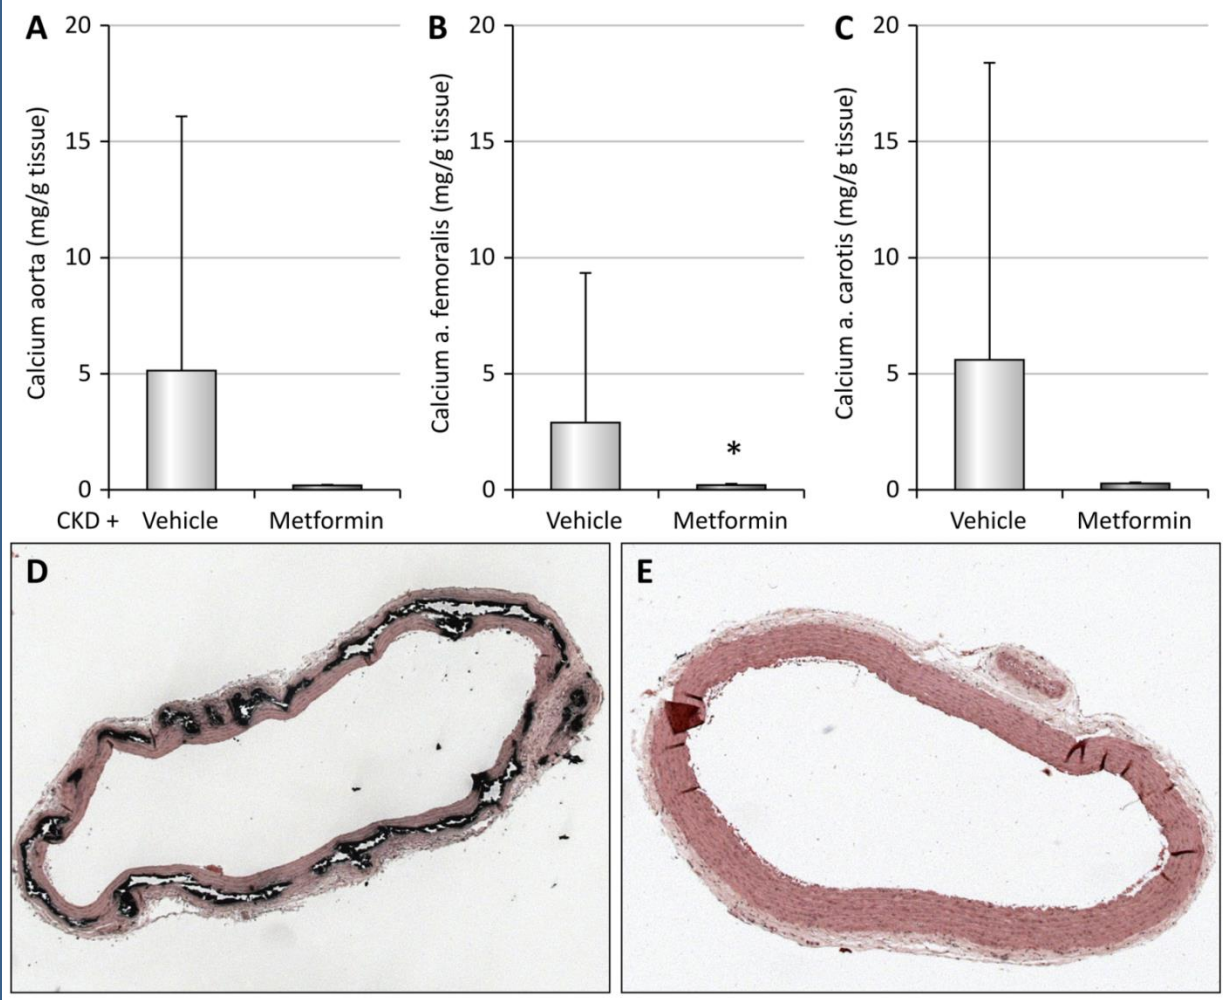 A
20
15
10
5
0
Calcium aorta (mg/g tissue)
CKD + Vehicle Metformin
B
20
15
10
5
0
Calcium a. femoralis (mg/g tissue)
*
Vehicle Metformin
C
20
15
10
5
0
Calcium a. carotis (mg/g tissue)
Vehicle Metformin
D
E